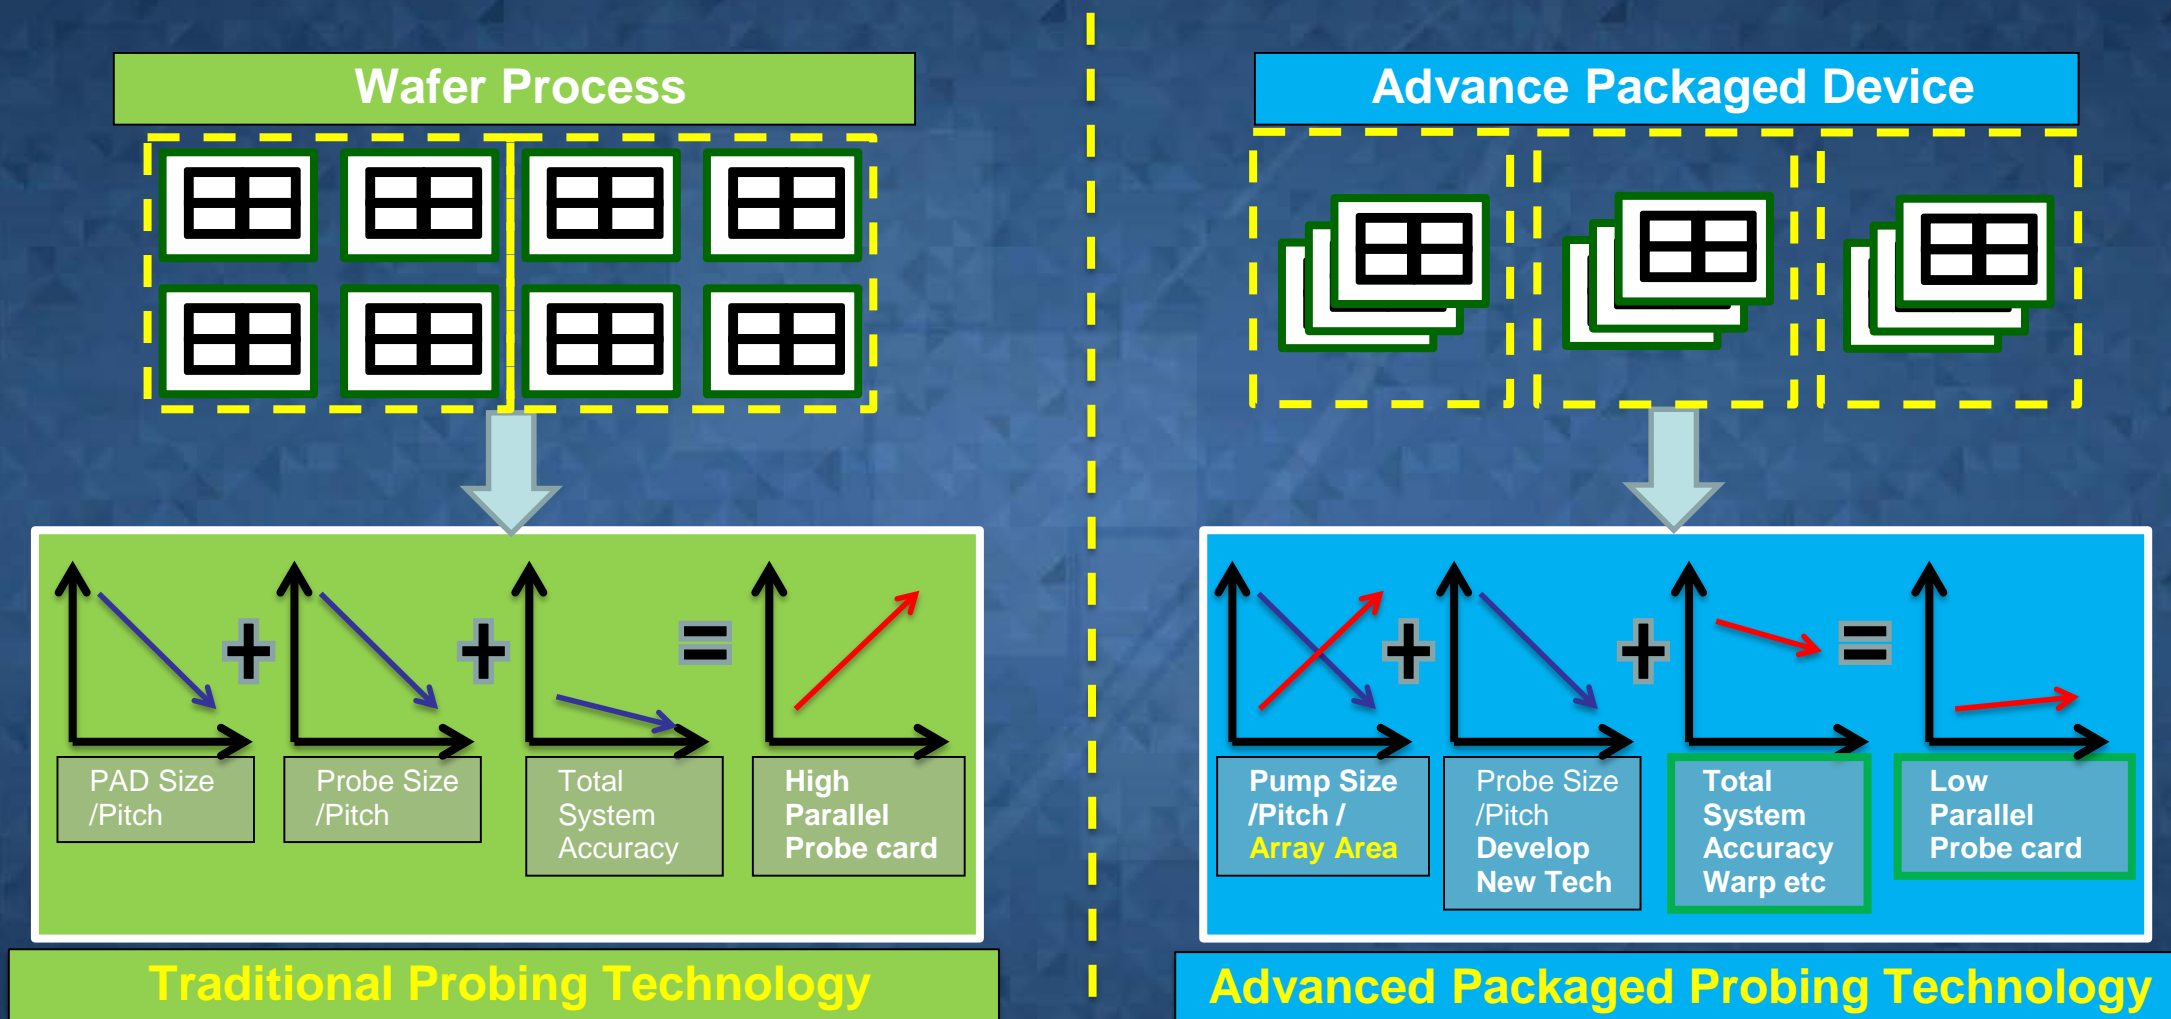 Wafer Process
PAD Size
/Pitch
Probe Size
/Pitch
Total
System
Accuracy
High
Parallel
Probe card
Traditional Probing Technology
Advance Packaged Device
Pump Size
/Pitch /
Array Area
Probe Size
/Pitch
Develop
New Tech
Total
System
Accuracy
Warp etc
Low
Parallel
Probe card
Advanced Packaged Probing Technology